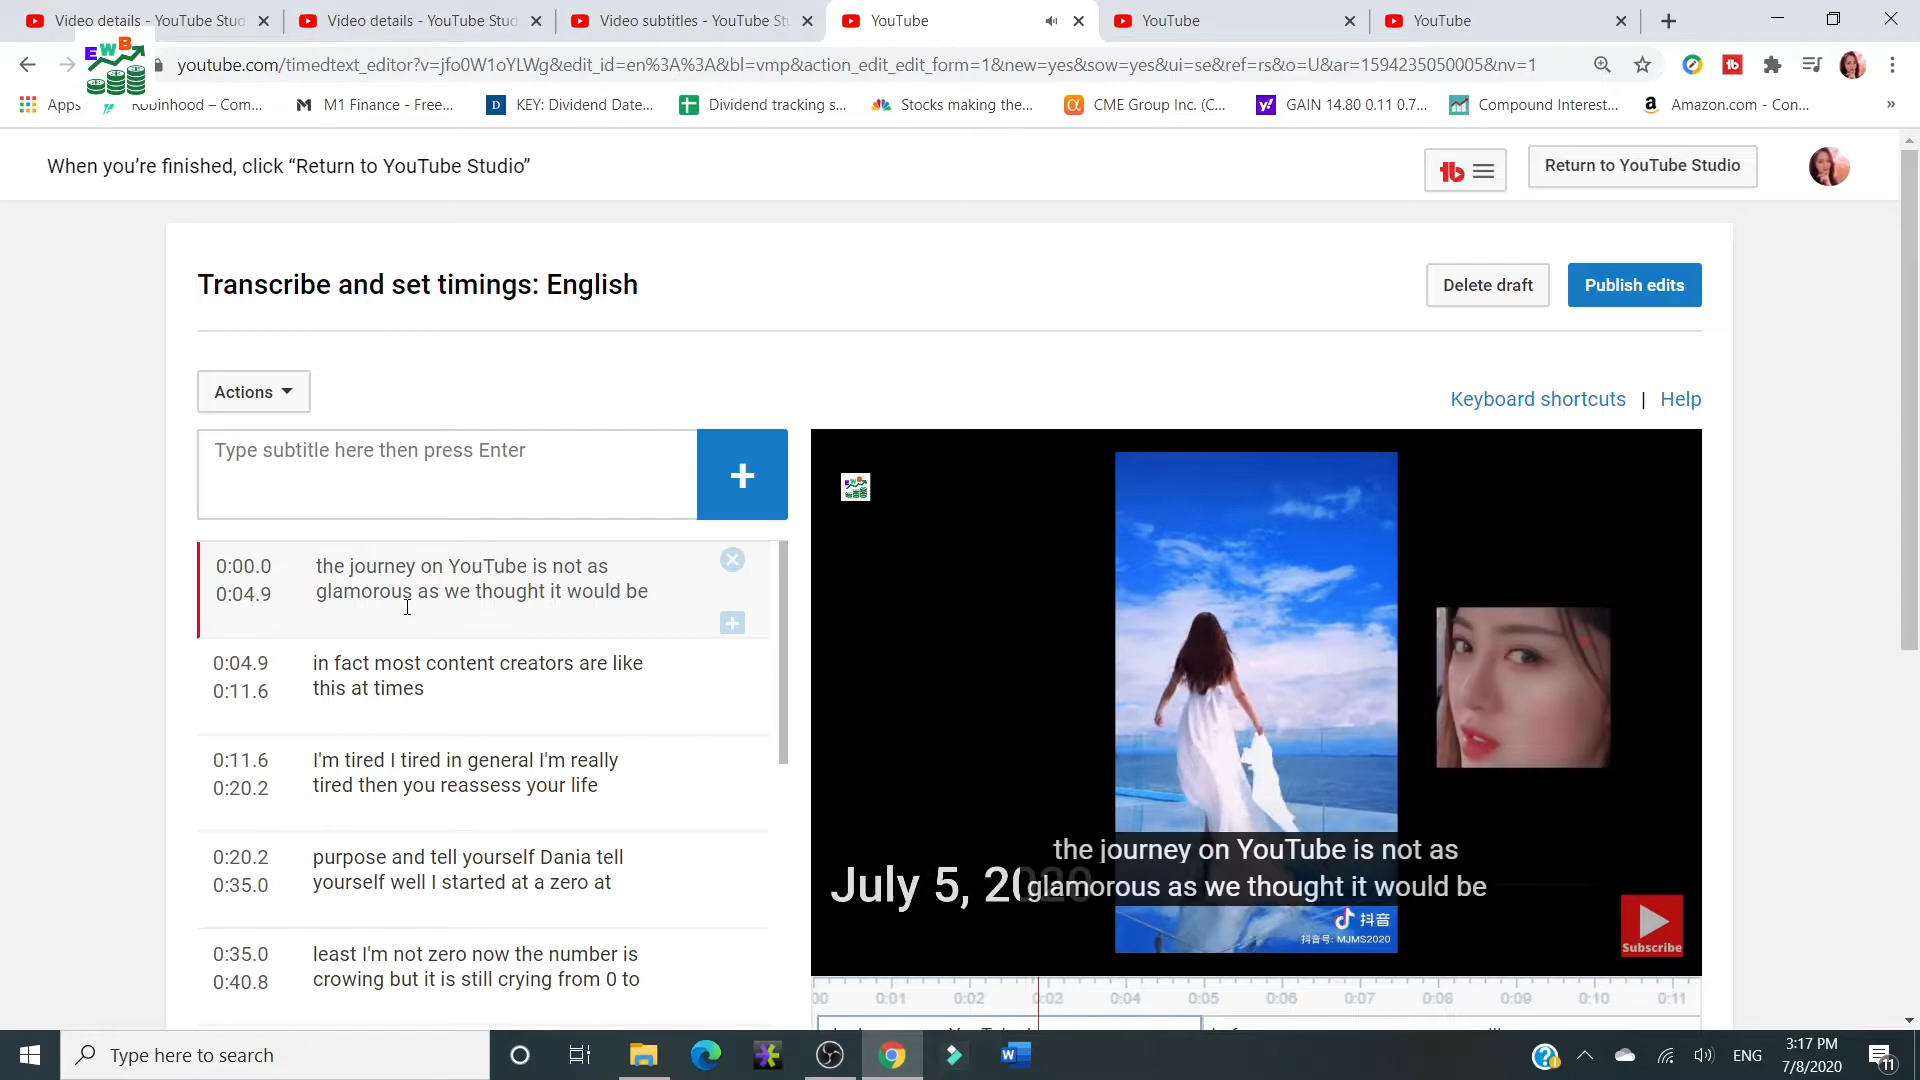 Video details - YouTube Stud
Video details - YouTube Stud
Video subtitles - YouTube St
YouTube
YouTube
YouTube
EWB
youtube.com/timedtext_editor?v=jfo0W1oYLWg&edit_id=en%3A%3A&bl=vmp&action_edit_edit_form=1&new=yes&sow=yes&ui=se&ref=rs&o=U&ar=1594235050005&nv=1
Apps
Robinhood – Com...
M1 Finance - Free...
KEY: Dividend Date...
Dividend tracking s...
Stocks making the...
CME Group Inc. (C...
GAIN 14.80 0.11 0.7...
Compound Interest...
Amazon.com - Con...
»
When you’re finished, click “Return to YouTube Studio”
Return to YouTube Studio
Transcribe and set timings: English
Delete draft
Publish edits
Actions
Keyboard shortcuts | Help
Type subtitle here then press Enter
+
0:00.0 the journey on YouTube is not as
0:04.9 glamorous as we thought it would be
0:04.9 in fact most content creators are like
0:11.6 this at times
0:11.6 I'm tired I tired in general I'm really
0:20.2 tired then you reassess your life
0:20.2 purpose and tell yourself Dania tell
0:35.0 yourself well I started at a zero at
0:35.0 least I'm not zero now the number is
0:40.8 crowing but it is still crying from 0 to
the journey on YouTube is not as
glamorous as we thought it would be
July 5, 20
抖音
抖音号: MJMS2020
Subscribe
00 0:01 0:02 0:03 0:04 0:05 0:06 0:07 0:08 0:09 0:10 0:11
Type here to search
ENG
3:17 PM
7/8/2020
11